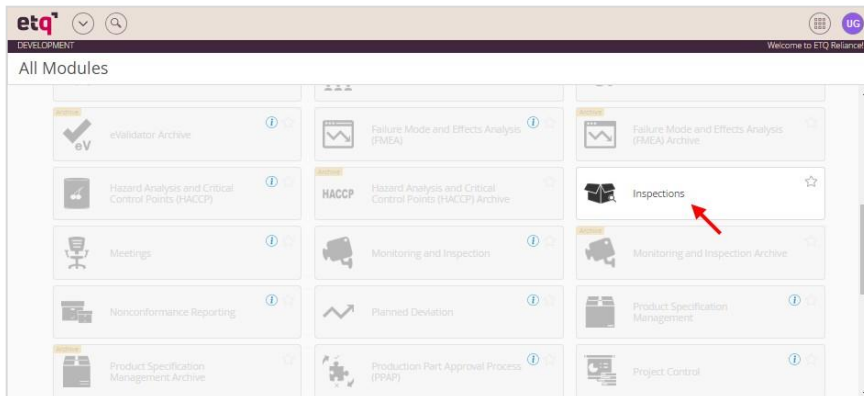 etq
UG
DEVELOPMENT
Welcome to ETQ Reliance!
All Modules
Archive
eV
eValidator Archive
i
Failure Mode and Effects Analysis
(FMEA)
i
Archive
Failure Mode and Effects Analysis
(FMEA) Archive
Hazard Analysis and Critical
Control Points (HACCP)
i
Archive
HACCP
Hazard Analysis and Critical
Control Points (HACCP) Archive
Inspections
Meetings
i
Monitoring and Inspection
i
Archive
Monitoring and Inspection Archive
Nonconformance Reporting
i
Planned Deviation
i
Product Specification
Management
i
Archive
Product Specification
Management Archive
Production Part Approval Process
(PPAP)
i
Project Control
i